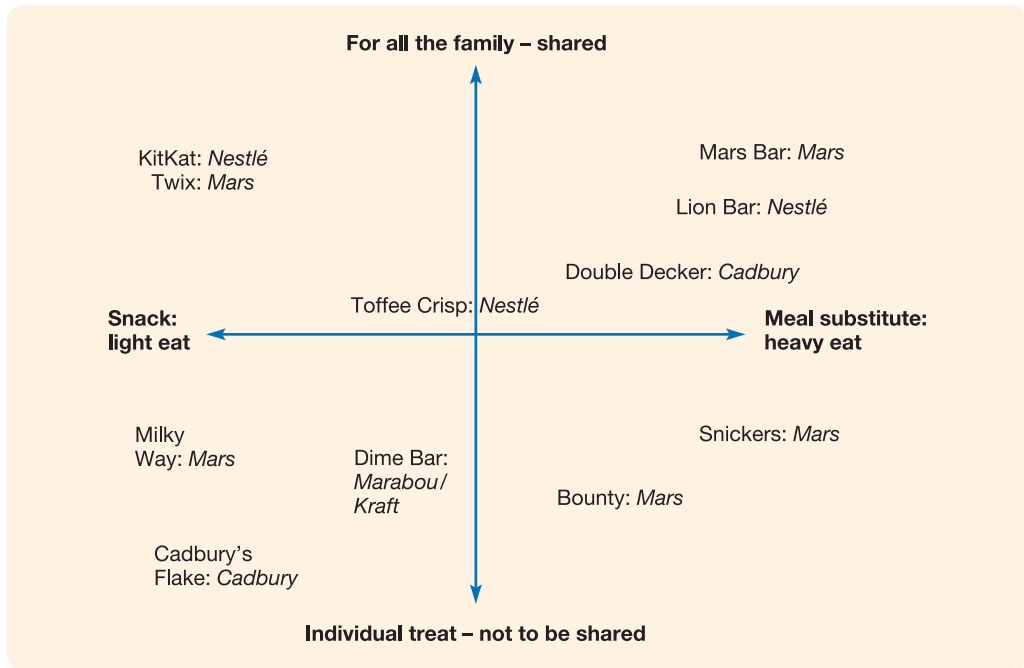 For all the family – shared
KitKat: Nestlé
Twix: Mars
Mars Bar: Mars
Lion Bar: Nestlé
Double Decker: Cadbury
Toffee Crisp: Nestlé
Snack:
light eat
Meal substitute:
heavy eat
Milky
Way: Mars
Dime Bar:
Marabou/
Kraft
Snickers: Mars
Bounty: Mars
Cadbury’s
Flake: Cadbury
Individual treat – not to be shared